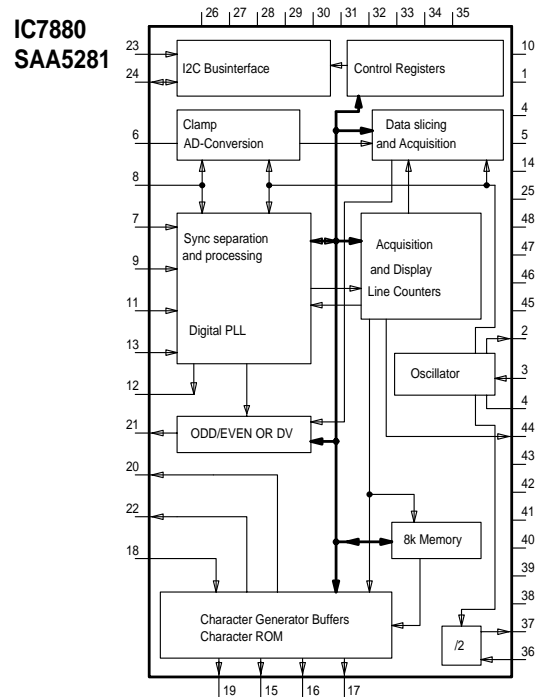 IC7880
SAA5281
26 27 28 29 30 31 32 33 34 35
23
24
6
8
7
9
11
13
12
21
20
22
18
10
1
4
5
14
25
48
47
46
45
2
3
4
44
43
42
41
40
39
38
37
36
I2C Businterface
Control Registers
Clamp
AD-Conversion
Data slicing
and Acquisition
Sync separation
and processing
Digital PLL
Acquisition
and Display
Line Counters
Oscillator
ODD/EVEN OR DV
8k Memory
Character Generator Buffers
Character ROM
/2
19 15 16 17